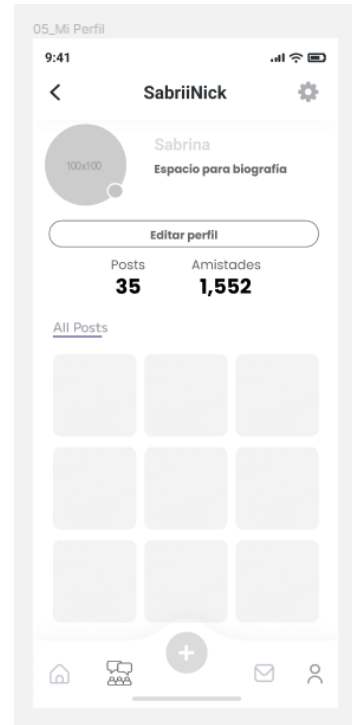 05_Mi Perfil
9:41
SabriiNick
Sabrina
100x100
Espacio para biografía
Editar perfil
Posts Amistades
35 1,552
All Posts